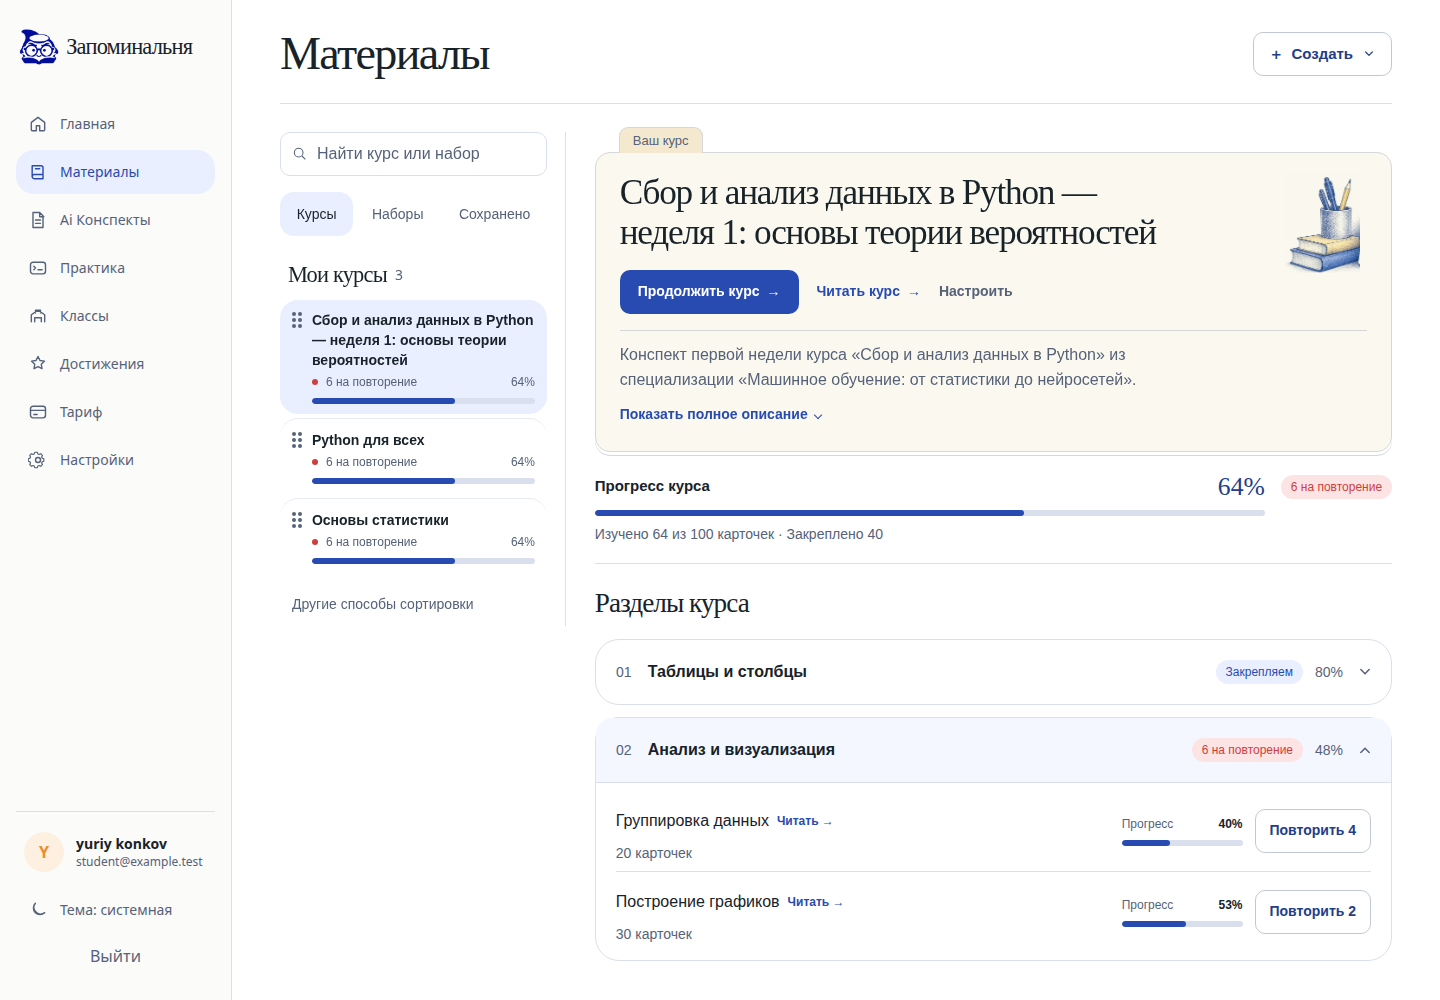 Запоминальня
Главная
Материалы
Ai Конспекты
Практика
Классы
Достижения
Тариф
Настройки
Y
yuriy konkov
student@example.test
Тема: системная
Выйти
Материалы
+ Создать
Найти курс или набор
Курсы
Наборы
Сохранено
Мои курсы 3
Сбор и анализ данных в Python
— неделя 1: основы теории
вероятностей
6 на повторение 64%
Python для всех
6 на повторение 64%
Основы статистики
6 на повторение 64%
Другие способы сортировки
Ваш курс
Сбор и анализ данных в Python —
неделя 1: основы теории вероятностей
Продолжить курс →
Читать курс →
Настроить
Конспект первой недели курса «Сбор и анализ данных в Python» из
специализации «Машинное обучение: от статистики до нейросетей».
Показать полное описание
Прогресс курса 64% 6 на повторение
Изучено 64 из 100 карточек · Закреплено 40
Разделы курса
01 Таблицы и столбцы Закрепляем 80%
02 Анализ и визуализация 6 на повторение 48%
Группировка данных Читать →
20 карточек
Прогресс 40%
Повторить 4
Построение графиков Читать →
30 карточек
Прогресс 53%
Повторить 2